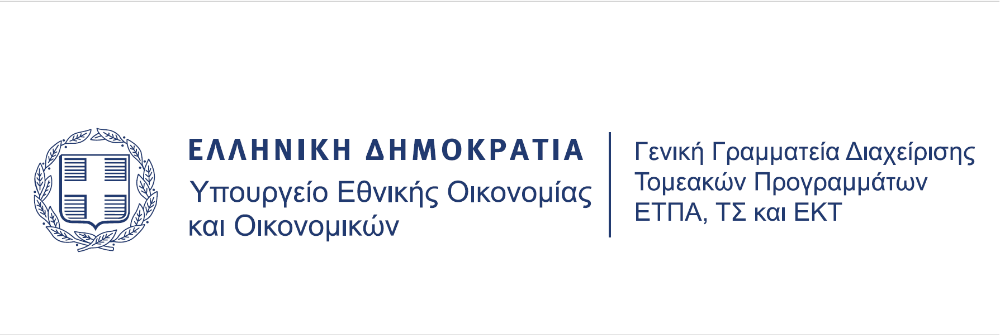 ΕΛΛΗΝΙΚΗ ΔΗΜΟΚΡΑΤΙΑ
Υπουργείο Εθνικής Οικονομίας
και Οικονομικών
Γενική Γραμματεία Διαχείρισης
Τομεακών Προγραμμάτων
ΕΤΠΑ, ΤΣ και ΕΚΤ